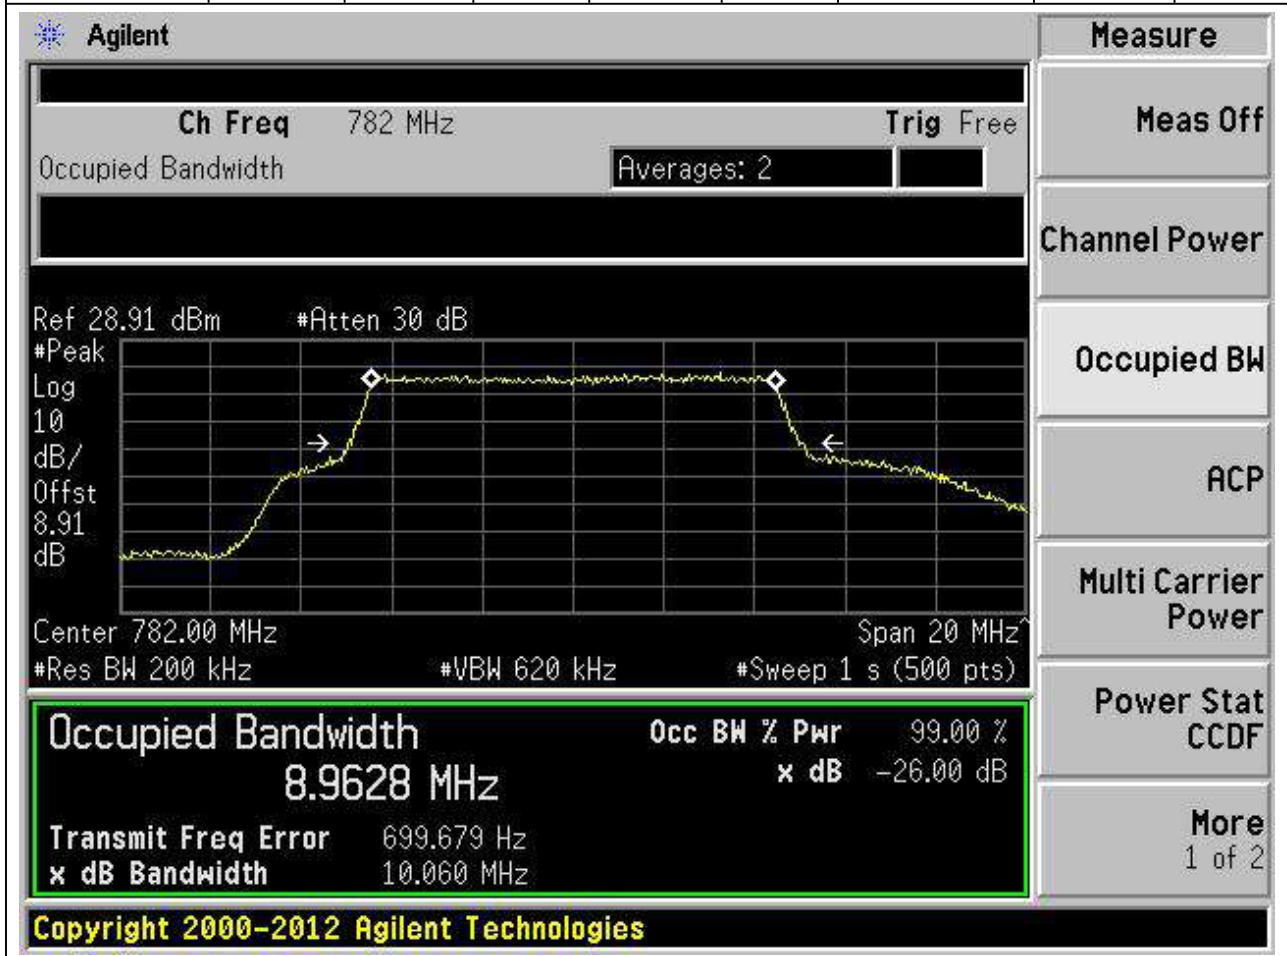 Agilent
Measure
Ch Freq 782 MHz Trig Free
Occupied Bandwidth Averages: 2
Ref 28.91 dBm #Atten 30 dB
#Peak
Log
10
dB/
Offst
8.91
dB
Center 782.00 MHz Span 20 MHz^
#Res BW 200 kHz #VBW 620 kHz #Sweep 1 s (500 pts)
Occupied Bandwidth Occ BW % Pwr 99.00 %
8.9628 MHz x dB -26.00 dB
Transmit Freq Error 699.679 Hz
x dB Bandwidth 10.060 MHz
Copyright 2000-2012 Agilent Technologies
Meas Off
Channel Power
Occupied BW
ACP
Multi Carrier
Power
Power Stat
CCDF
More
1 of 2